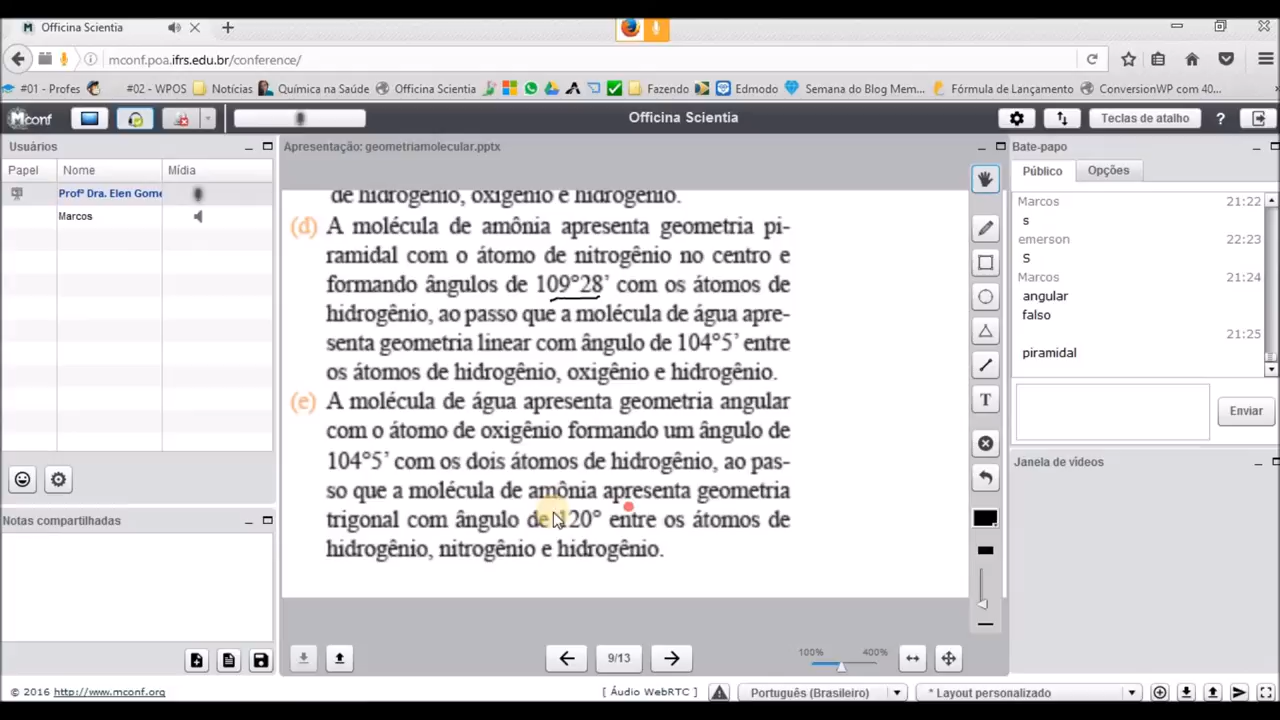 Officina Scientia
mconf.poa.ifrs.edu.br/conference/
#01 - Profes
#02 - WPOS
Notícias
Química na Saúde
Officina Scientia
Fazendo
Edmodo
Semana do Blog Mem...
Fórmula de Lançamento
ConversionWP com 40...
Mconf
Officina Scientia
Teclas de atalho
?
Usuários
Papel Nome Mídia
Profª Dra. Elen Gome
Marcos
Notas compartilhadas
Apresentação: geometriamolecular.pptx
de hidrogênio, oxigênio e hidrogênio.
(d) A molécula de amônia apresenta geometria pi-
ramidal com o átomo de nitrogênio no centro e
formando ângulos de 109°28’ com os átomos de
hidrogênio, ao passo que a molécula de água apre-
senta geometria linear com ângulo de 104°5’ entre
os átomos de hidrogênio, oxigênio e hidrogênio.
(e) A molécula de água apresenta geometria angular
com o átomo de oxigênio formando um ângulo de
104°5’ com os dois átomos de hidrogênio, ao pas-
so que a molécula de amônia apresenta geometria
trigonal com ângulo de 120° entre os átomos de
hidrogênio, nitrogênio e hidrogênio.
T
9/13
100% 400%
Bate-papo
Público Opções
Marcos 21:22
s
emerson 22:23
S
Marcos 21:24
angular
falso
21:25
piramidal
Enviar
Janela de vídeos
© 2016 http://www.mconf.org
[ Áudio WebRTC ]
Português (Brasileiro)
* Layout personalizado